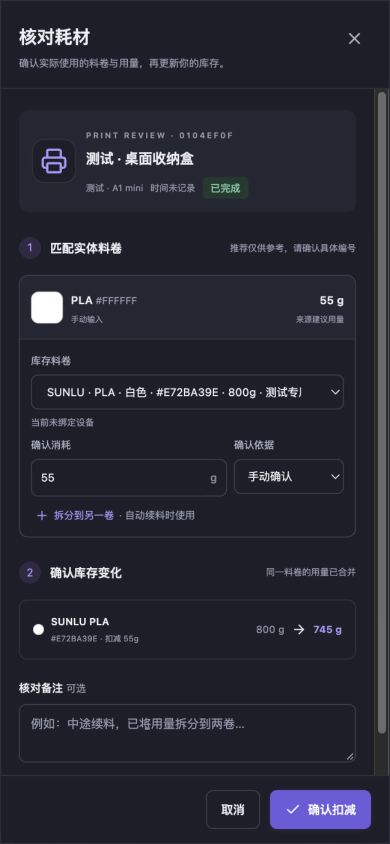 核对耗材
确认实际使用的料卷与用量，再更新你的库存。
PRINT REVIEW · 0104EF0F
测试 · 桌面收纳盒
测试 · A1 mini 时间未记录 已完成
1 匹配实体料卷 推荐仅供参考，请确认具体编号
PLA #FFFFFF 55 g
手动输入 来源建议用量
库存料卷
SUNLU · PLA · 白色 · #E72BA39E · 800g · 测试专
当前未绑定设备
确认消耗 确认依据
55 g 手动确认
+ 拆分到另一卷 · 自动续料时使用
2 确认库存变化 同一料卷的用量已合并
SUNLU PLA 800 g → 745 g
#E72BA39E · 扣减 55g
核对备注 可选
例如：中途续料，已将用量拆分到两卷...
取消 确认扣减